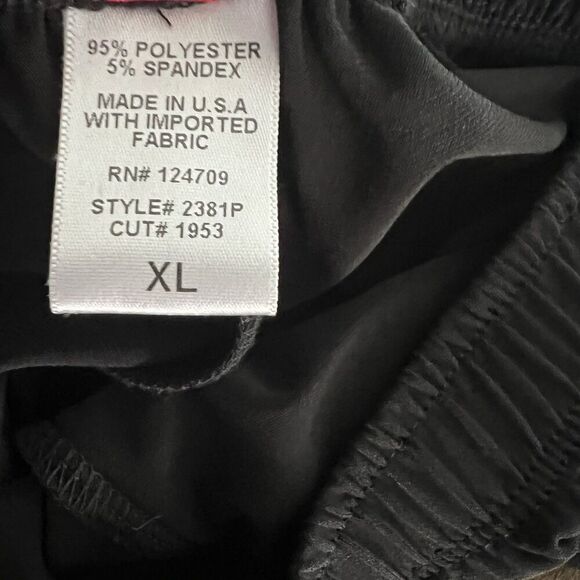 95% POLYESTER
5% SPANDEX
MADE IN U.S.A
WITH IMPORTED
FABRIC
RN# 124709
STYLE# 2381P
CUT# 1953
XL